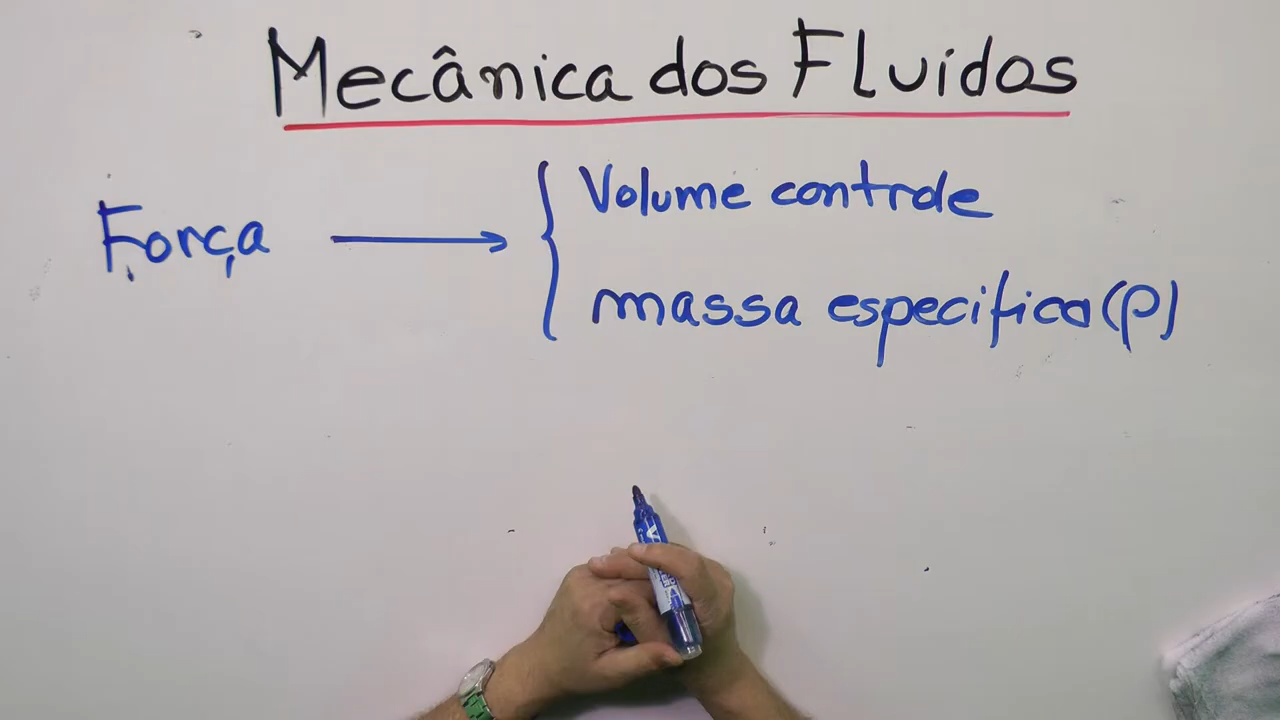 Mecânica dos Fluidos
Força
Volume controle
massa especifica (ρ)